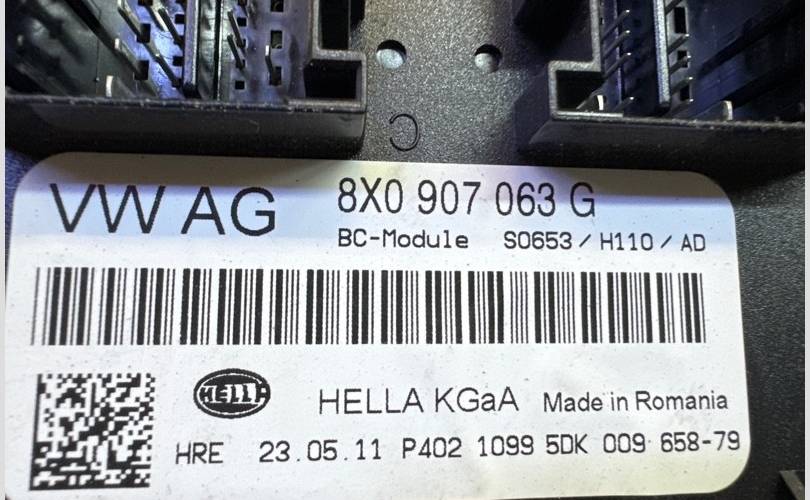 C
VW AG
8X0 907 063 G
BC-Module S0653 / H110 / AD
HELLA
HELLA KGaA Made in Romania
HRE 23.05.11 P402 1099 5DK 009 658-79